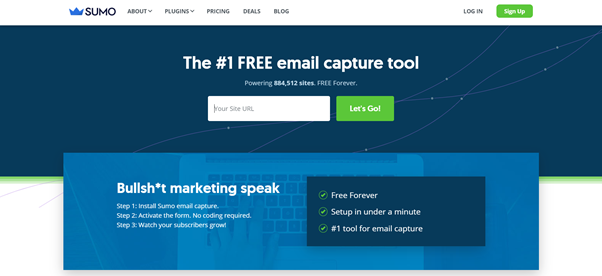 SUMO ABOUT PLUGINS PRICING DEALS BLOG LOG IN Sign Up
The #1 FREE email capture tool
Powering 884,512 sites. FREE Forever.
Your Site URL Let's Go!
Bullsh*t marketing speak
Step 1: Install Sumo email capture.
Step 2: Activate the form. No coding required.
Step 3: Watch your subscribers grow!
Free Forever
Setup in under a minute
#1 tool for email capture